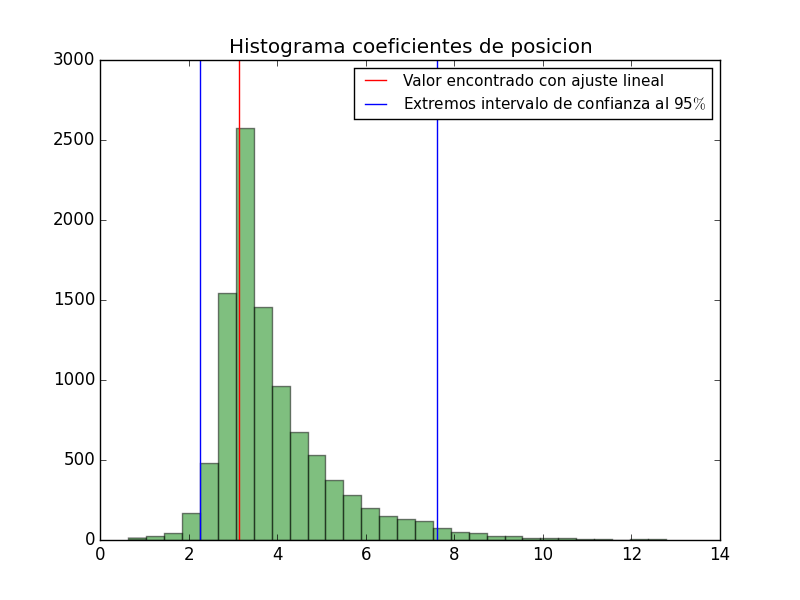 Histograma coeficientes de posicion
Valor encontrado con ajuste lineal
Extremos intervalo de confianza al 95%
3000
2500
2000
1500
1000
500
0
0 2 4 6 8 10 12 14